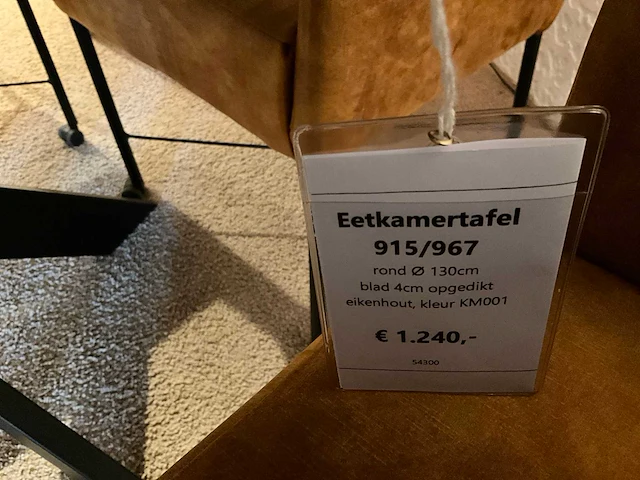 Eetkamertafel
915/967
rond Ø 130cm
blad 4cm opgedikt
eikenhout, kleur KM001
€ 1.240,-
54300